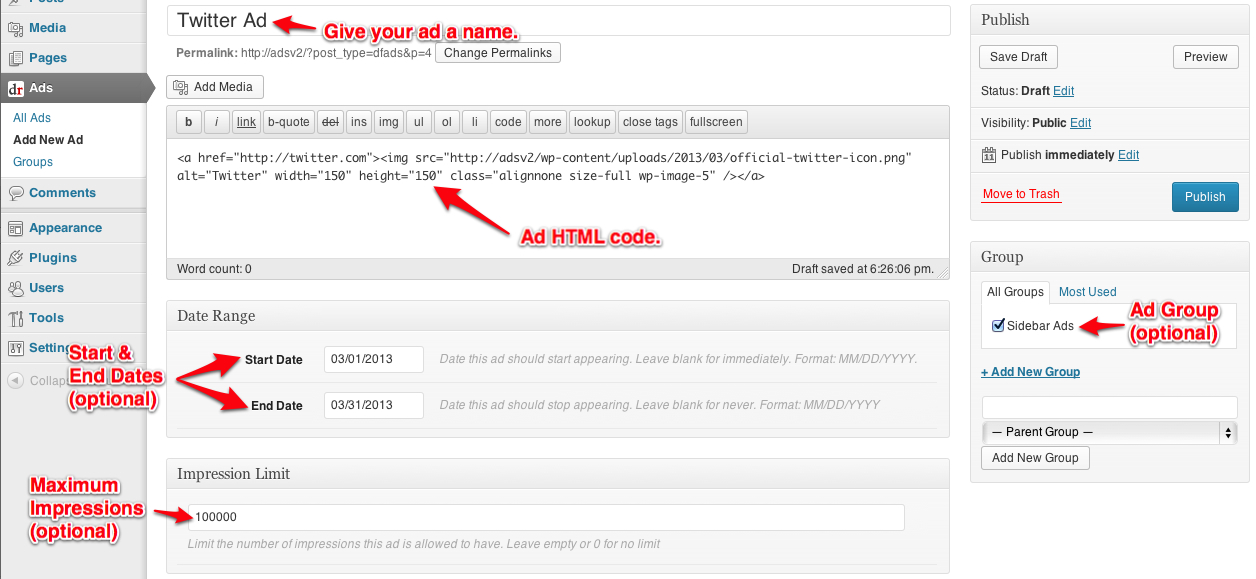 Posts
Media
Pages
dr Ads
All Ads
Add New Ad
Groups
Comments
Appearance
Plugins
Users
Tools
Settings
Collapse
Twitter Ad
Give your ad a name.
Permalink: http://adsv2/?post_type=dfads&p=4 Change Permalinks
Add Media
b i link b-quote del ins img ul ol li code more lookup close tags fullscreen
<a href="http://twitter.com"><img src="http://adsv2/wp-content/uploads/2013/03/official-twitter-icon.png"
alt="Twitter" width="150" height="150" class="alignnone size-full wp-image-5" /></a>
Ad HTML code.
Word count: 0 Draft saved at 6:26:06 pm.
Date Range
Start &
End Dates
(optional)
Start Date 03/01/2013 Date this ad should start appearing. Leave blank for immediately. Format: MM/DD/YYYY.
End Date 03/31/2013 Date this ad should stop appearing. Leave blank for never. Format: MM/DD/YYYY
Impression Limit
Maximum
Impressions
(optional)
100000
Limit the number of impressions this ad is allowed to have. Leave empty or 0 for no limit
Publish
Save Draft Preview
Status: Draft Edit
Visibility: Public Edit
11 Publish immediately Edit
Move to Trash Publish
Group
All Groups Most Used
Sidebar Ads
Ad Group
(optional)
+ Add New Group
— Parent Group —
Add New Group